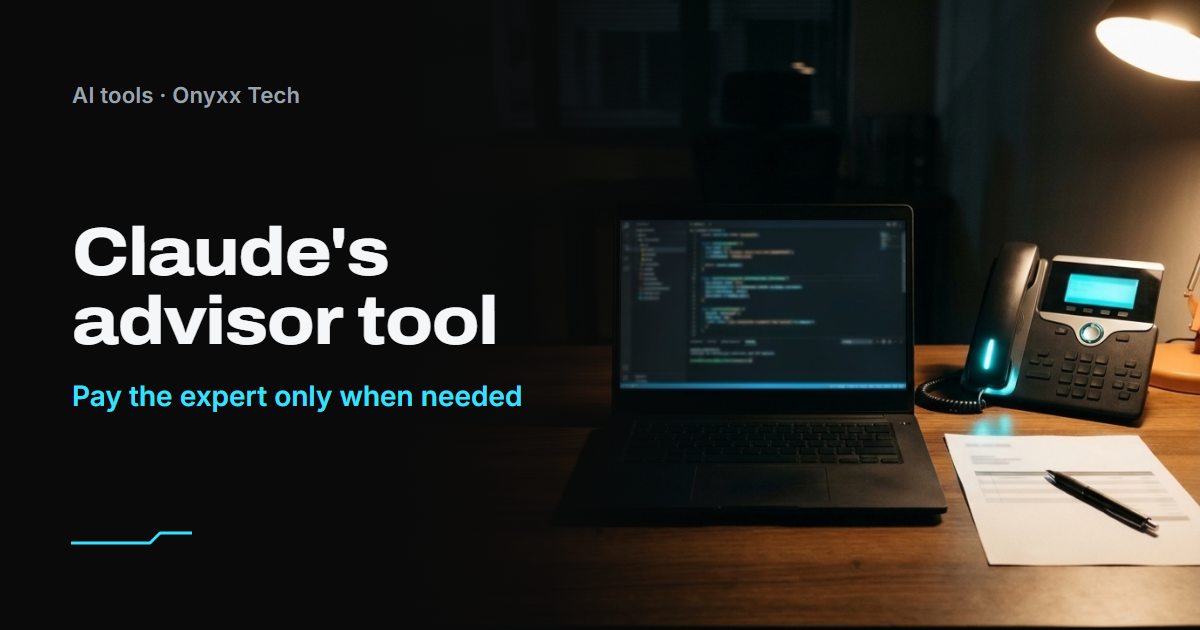 AI tools · Onyxx Tech
Claude's
advisor tool
Pay the expert only when needed